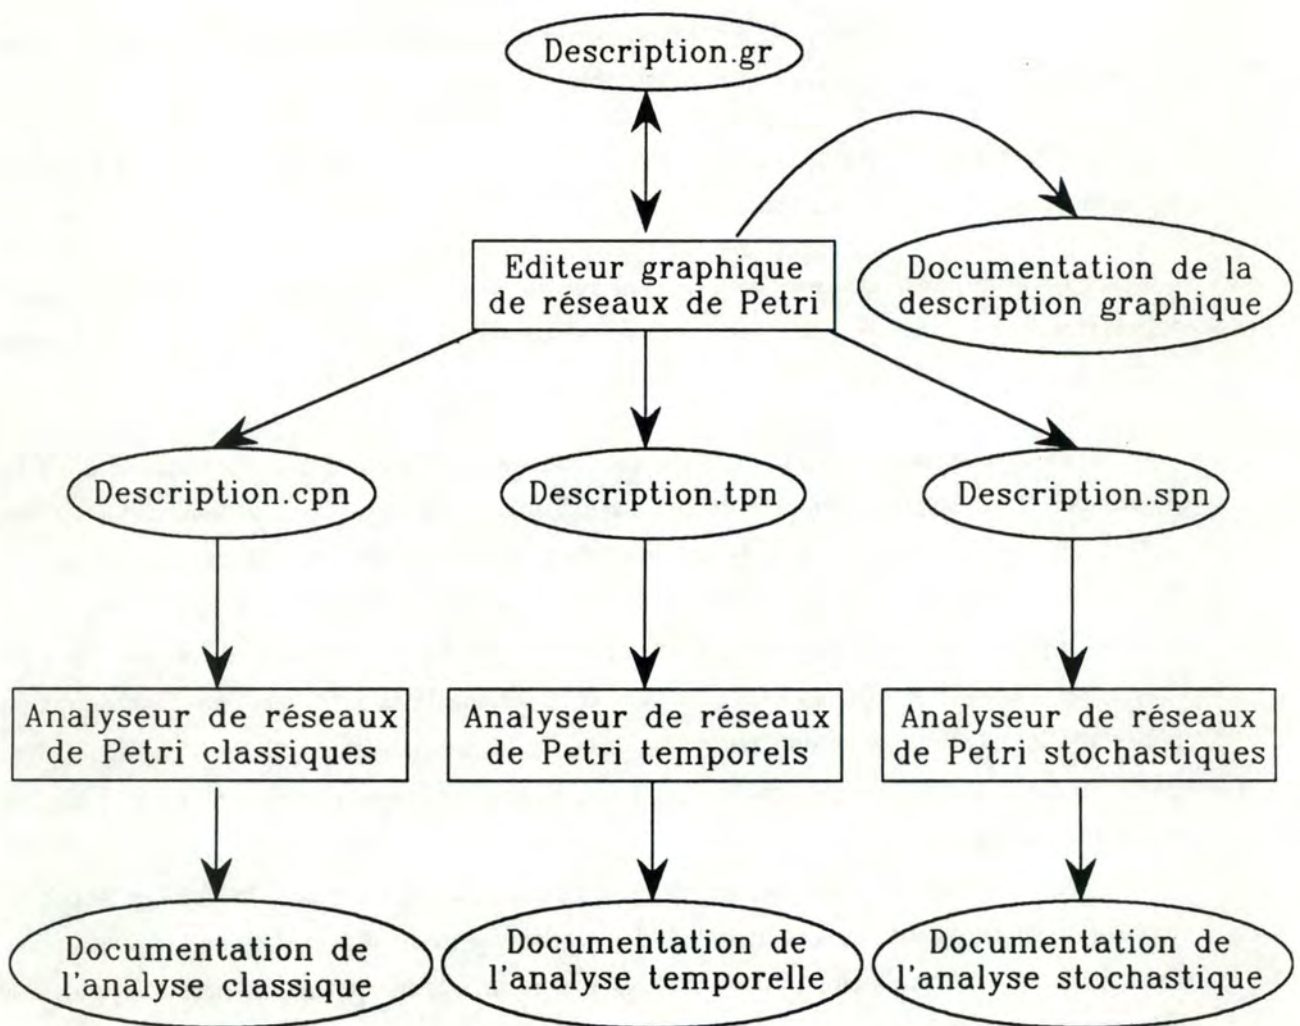 Description.gr
Editeur graphique
de réseaux de Petri
Documentation de la
description graphique
Description.cpn
Description.tpn
Description.spn
Analyseur de réseaux
de Petri classiques
Analyseur de réseaux
de Petri temporels
Analyseur de réseaux
de Petri stochastiques
Documentation de
l'analyse classique
Documentation de
l'analyse temporelle
Documentation de
l'analyse stochastique